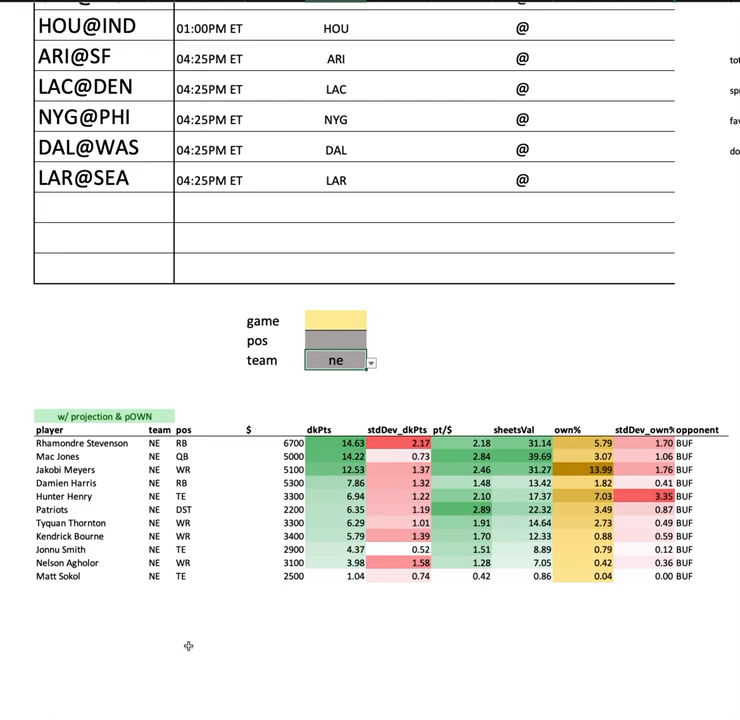 HOU@IND 01:00PM ET HOU @
ARI@SF 04:25PM ET ARI @
LAC@DEN 04:25PM ET LAC @
NYG@PHI 04:25PM ET NYG @
DAL@WAS 04:25PM ET DAL @
LAR@SEA 04:25PM ET LAR @
game
pos
team ne
w/ projection & pOWN
player team pos $ dkPts stdDev_dkPts pt/$ sheetsVal own% stdDev_own% opponent
Rhamondre Stevenson NE RB 6700 14.63 2.17 2.18 31.14 5.79 1.70 BUF
Mac Jones NE QB 5000 14.22 0.73 2.84 39.69 3.07 1.06 BUF
Jakobi Meyers NE WR 5100 12.53 1.37 2.46 31.27 13.99 1.76 BUF
Damien Harris NE RB 5300 7.86 1.32 1.48 13.42 1.82 0.41 BUF
Hunter Henry NE TE 3300 6.94 1.22 2.10 17.37 7.03 3.35 BUF
Patriots NE DST 2200 6.35 1.19 2.89 22.32 3.49 0.87 BUF
Tyquan Thornton NE WR 3300 6.29 1.01 1.91 14.64 2.73 0.49 BUF
Kendrick Bourne NE WR 3400 5.79 1.39 1.70 12.33 0.88 0.59 BUF
Jonnu Smith NE TE 2900 4.37 0.52 1.51 8.89 0.79 0.12 BUF
Nelson Agholor NE WR 3100 3.98 1.58 1.28 7.05 0.42 0.36 BUF
Matt Sokol NE TE 2500 1.04 0.74 0.42 0.86 0.04 0.00 BUF